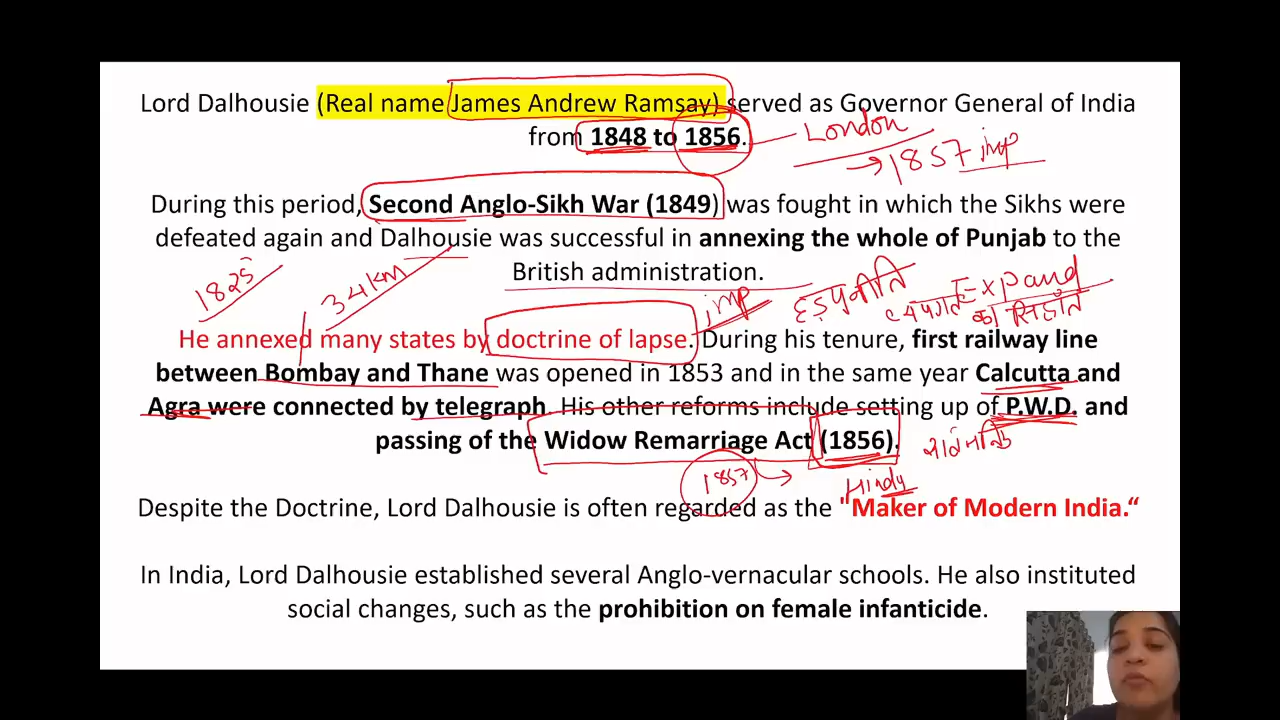 Lord Dalhousie (Real name James Andrew Ramsay) served as Governor General of India
from 1848 to 1856.
London
→ 1857 imp
During this period, Second Anglo-Sikh War (1849) was fought in which the Sikhs were
defeated again and Dalhousie was successful in annexing the whole of Punjab to the
British administration.
1825
34 km
imp
हड़पनीति
व्यपगत
Expand
का सिद्धांत
He annexed many states by doctrine of lapse. During his tenure, first railway line
between Bombay and Thane was opened in 1853 and in the same year Calcutta and
Agra were connected by telegraph. His other reforms include setting up of P.W.D. and
passing of the Widow Remarriage Act (1856).
1857
Hindu
Despite the Doctrine, Lord Dalhousie is often regarded as the "Maker of Modern India.“
In India, Lord Dalhousie established several Anglo-vernacular schools. He also instituted
social changes, such as the prohibition on female infanticide.